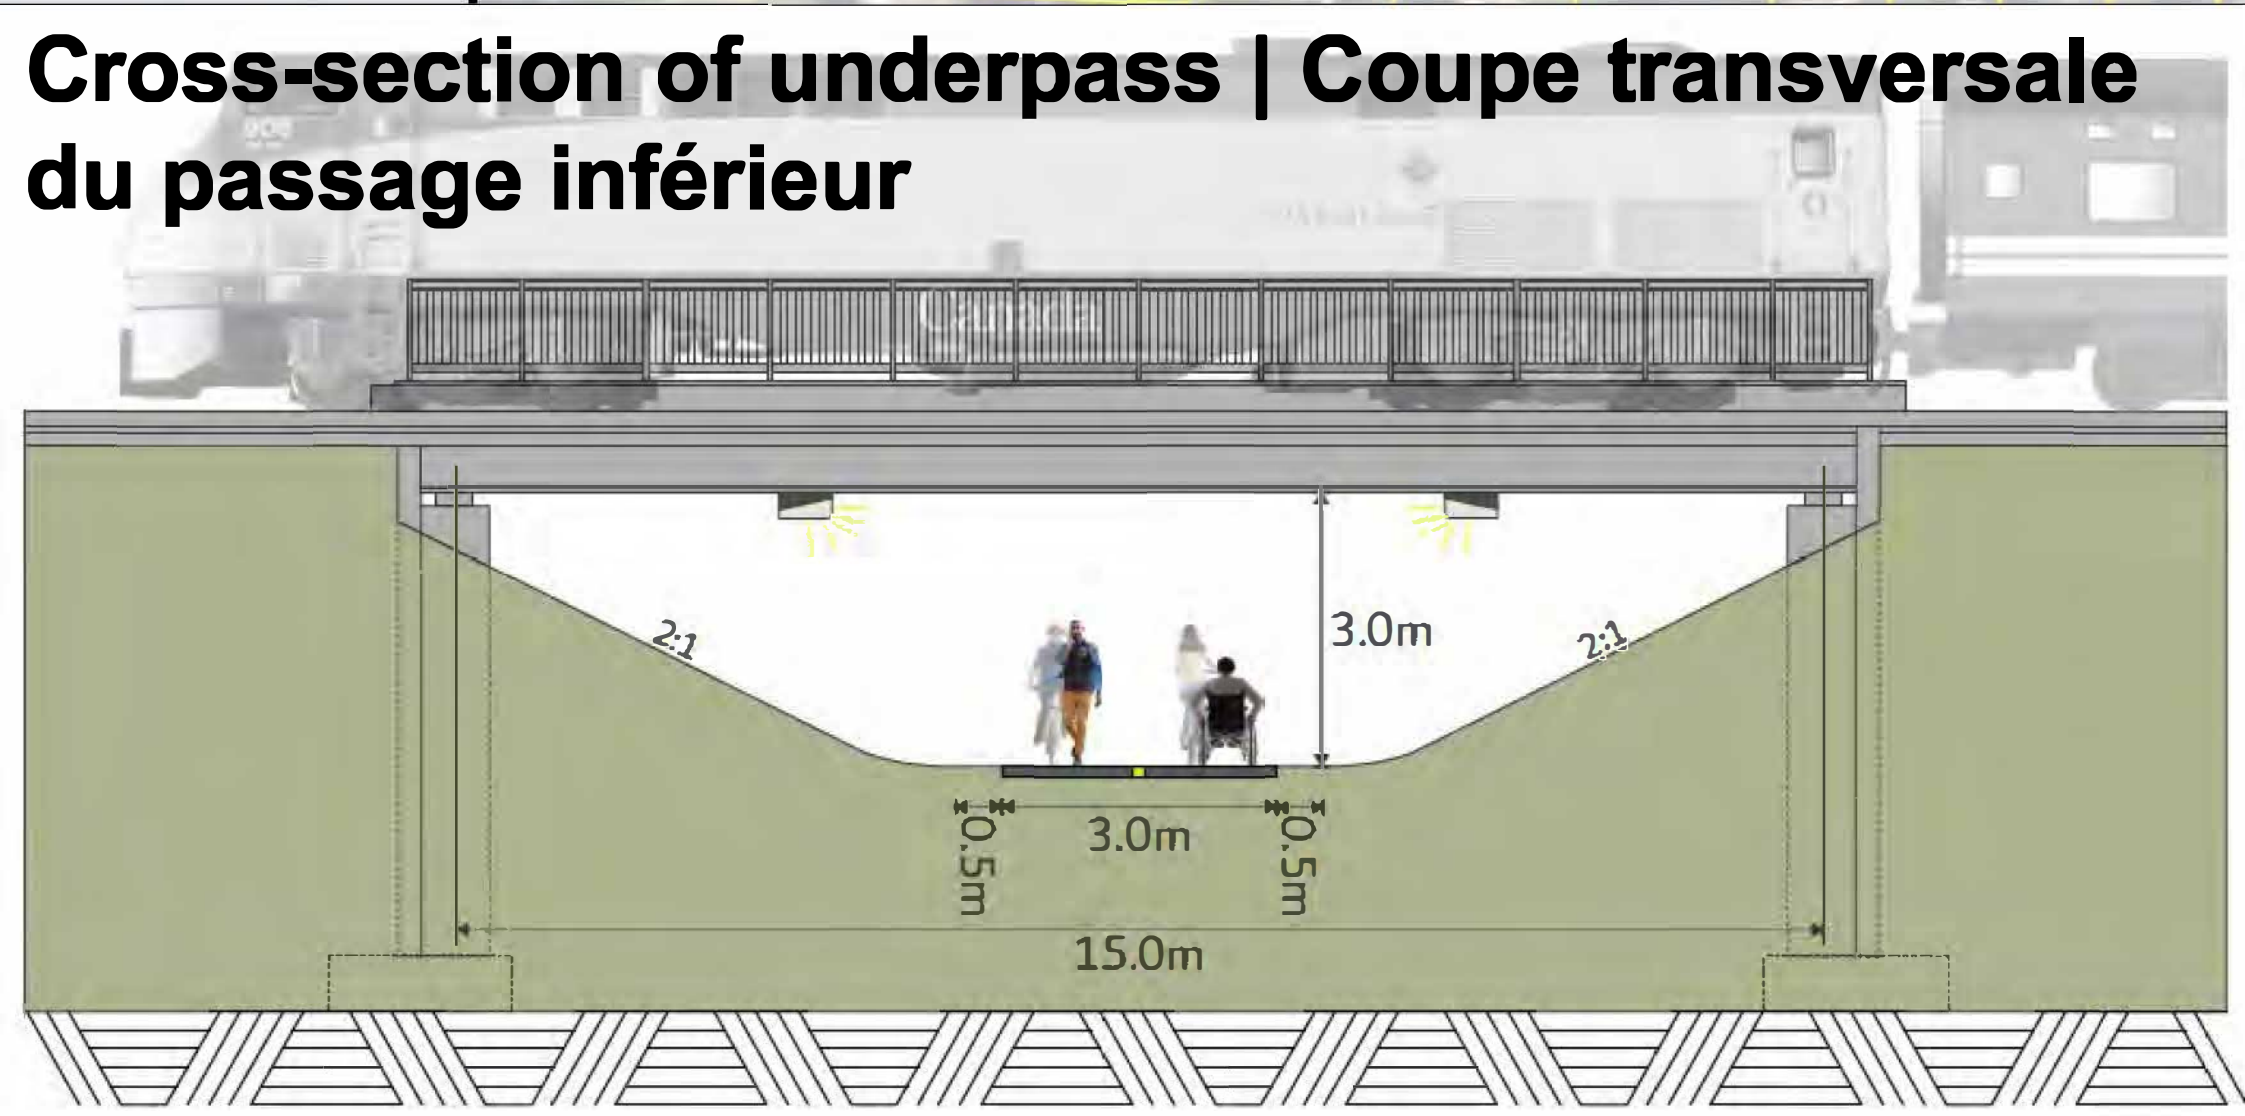 Cross-section of underpass | Coupe transversale
du passage inférieur
908
Canada
2:1
3.0m
2:1
0.5m
3.0m
0.5m
15.0m